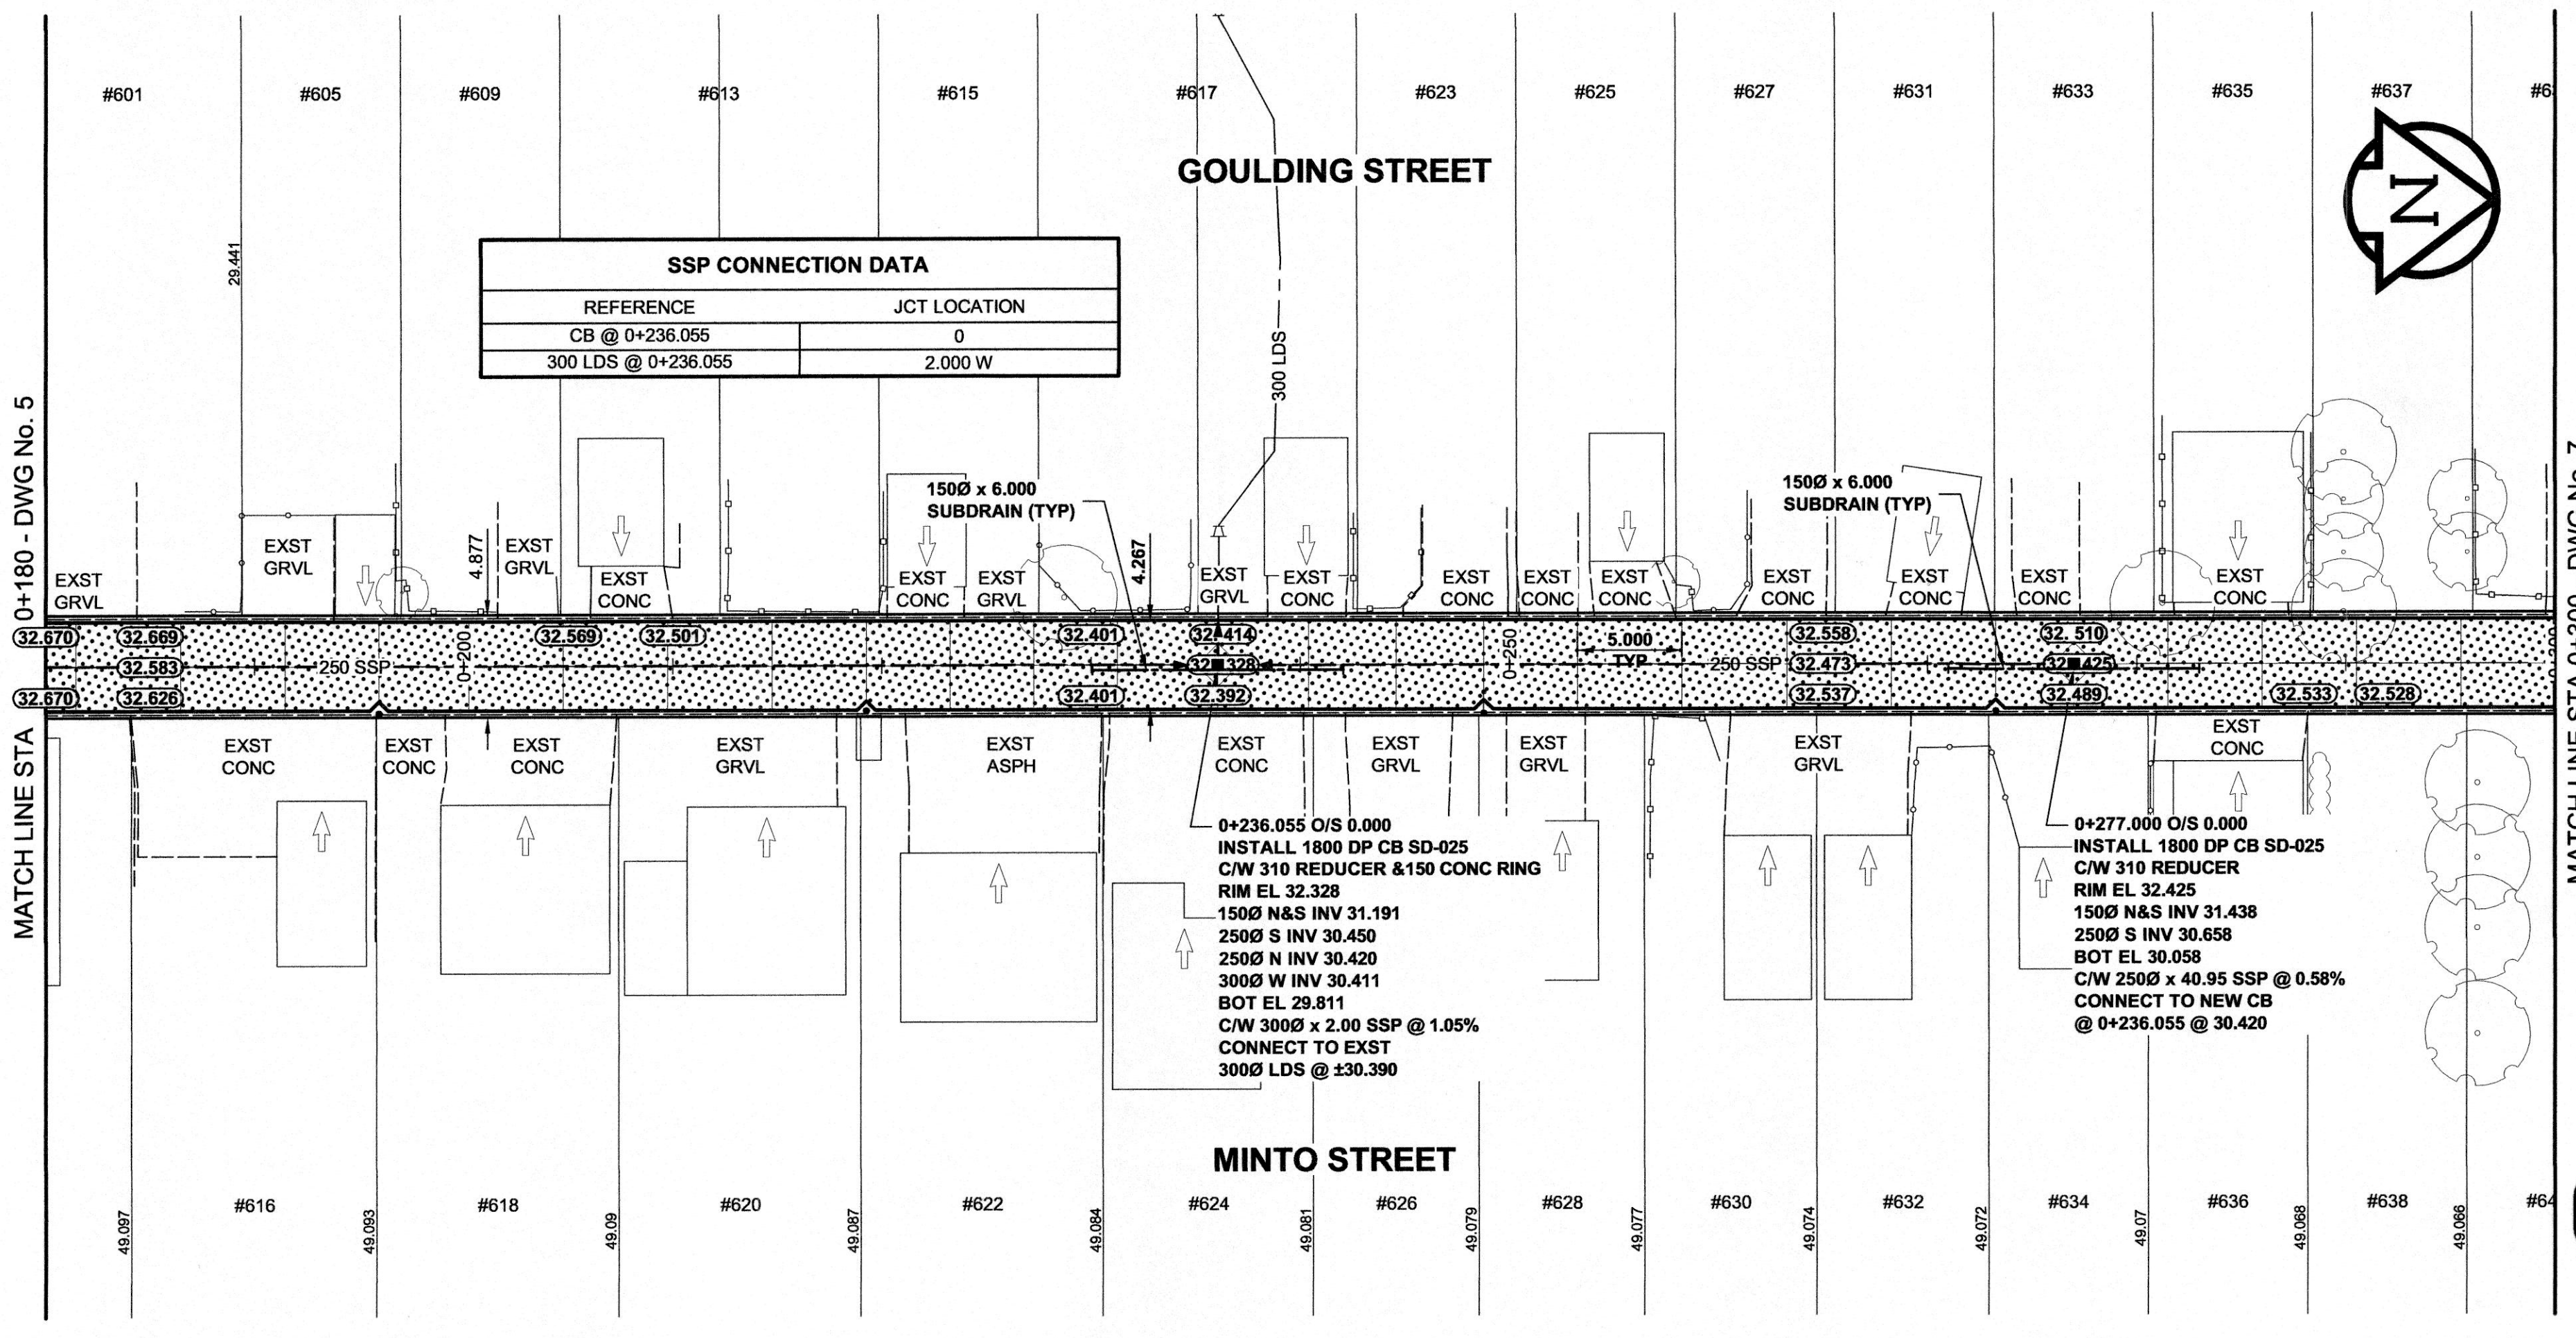 #601
#605
#609
#613
#615
#617
#623
#625
#627
#631
#633
#635
#637
GOULDING STREET
N
29.441
SSP CONNECTION DATA
REFERENCE JCT LOCATION
CB @ 0+236.055 0
300 LDS @ 0+236.055 2.000 W
300 LDS
MATCH LINE STA 0+180 - DWG No. 5
150Ø x 6.000
SUBDRAIN (TYP)
150Ø x 6.000
SUBDRAIN (TYP)
4.877
4.267
EXST
GRVL
EXST
GRVL
EXST
GRVL
EXST
CONC
EXST
CONC
EXST
GRVL
EXST
GRVL
EXST
CONC
EXST
CONC
EXST
CONC
EXST
CONC
EXST
CONC
EXST
CONC
EXST
CONC
EXST
CONC
32.670
32.669
32.569
32.501
32.401
32.414
32.558
32.510
32.583
250 SSP
0+200
32.328
0+250
5.000
TYP
250 SSP
32.473
32.425
32.670
32.626
32.401
32.392
32.537
32.489
32.533
32.528
EXST
CONC
EXST
CONC
EXST
CONC
EXST
GRVL
EXST
ASPH
EXST
CONC
EXST
GRVL
EXST
GRVL
EXST
GRVL
EXST
CONC
0+236.055 O/S 0.000
INSTALL 1800 DP CB SD-025
C/W 310 REDUCER &150 CONC RING
RIM EL 32.328
150Ø N&S INV 31.191
250Ø S INV 30.450
250Ø N INV 30.420
300Ø W INV 30.411
BOT EL 29.811
C/W 300Ø x 2.00 SSP @ 1.05%
CONNECT TO EXST
300Ø LDS @ ±30.390
0+277.000 O/S 0.000
INSTALL 1800 DP CB SD-025
C/W 310 REDUCER
RIM EL 32.425
150Ø N&S INV 31.438
250Ø S INV 30.658
BOT EL 30.058
C/W 250Ø x 40.95 SSP @ 0.58%
CONNECT TO NEW CB
@ 0+236.055 @ 30.420
MINTO STREET
#616
#618
#620
#622
#624
#626
#628
#630
#632
#634
#636
#638
49.097
49.093
49.09
49.087
49.084
49.081
49.079
49.077
49.074
49.072
49.07
49.068
49.066